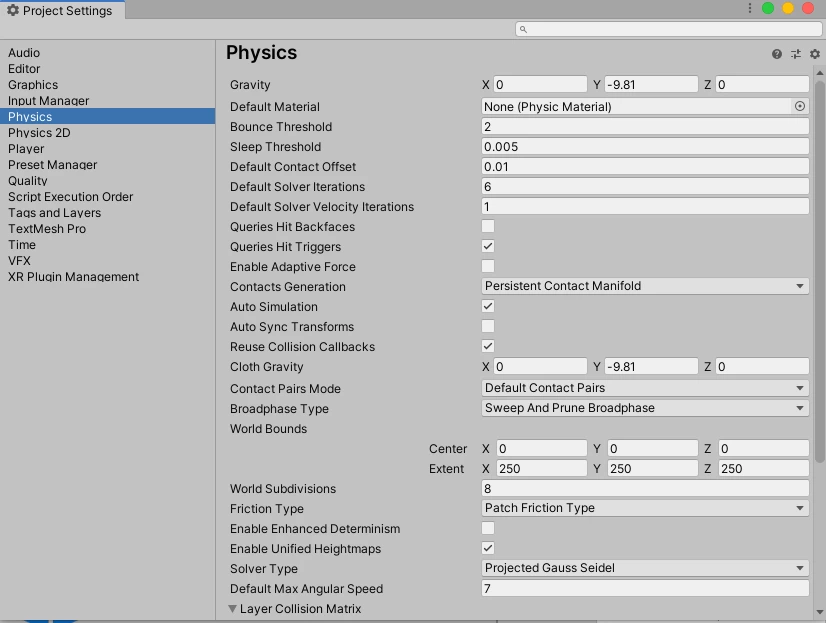 Project Settings
Audio
Editor
Graphics
Input Manager
Physics
Physics 2D
Player
Preset Manager
Quality
Script Execution Order
Tags and Layers
TextMesh Pro
Time
VFX
XR Plugin Management
Physics
Gravity X 0 Y -9.81 Z 0
Default Material None (Physic Material)
Bounce Threshold 2
Sleep Threshold 0.005
Default Contact Offset 0.01
Default Solver Iterations 6
Default Solver Velocity Iterations 1
Queries Hit Backfaces
Queries Hit Triggers
Enable Adaptive Force
Contacts Generation Persistent Contact Manifold
Auto Simulation
Auto Sync Transforms
Reuse Collision Callbacks
Cloth Gravity X 0 Y -9.81 Z 0
Contact Pairs Mode Default Contact Pairs
Broadphase Type Sweep And Prune Broadphase
World Bounds
Center X 0 Y 0 Z 0
Extent X 250 Y 250 Z 250
World Subdivisions 8
Friction Type Patch Friction Type
Enable Enhanced Determinism
Enable Unified Heightmaps
Solver Type Projected Gauss Seidel
Default Max Angular Speed 7
Layer Collision Matrix